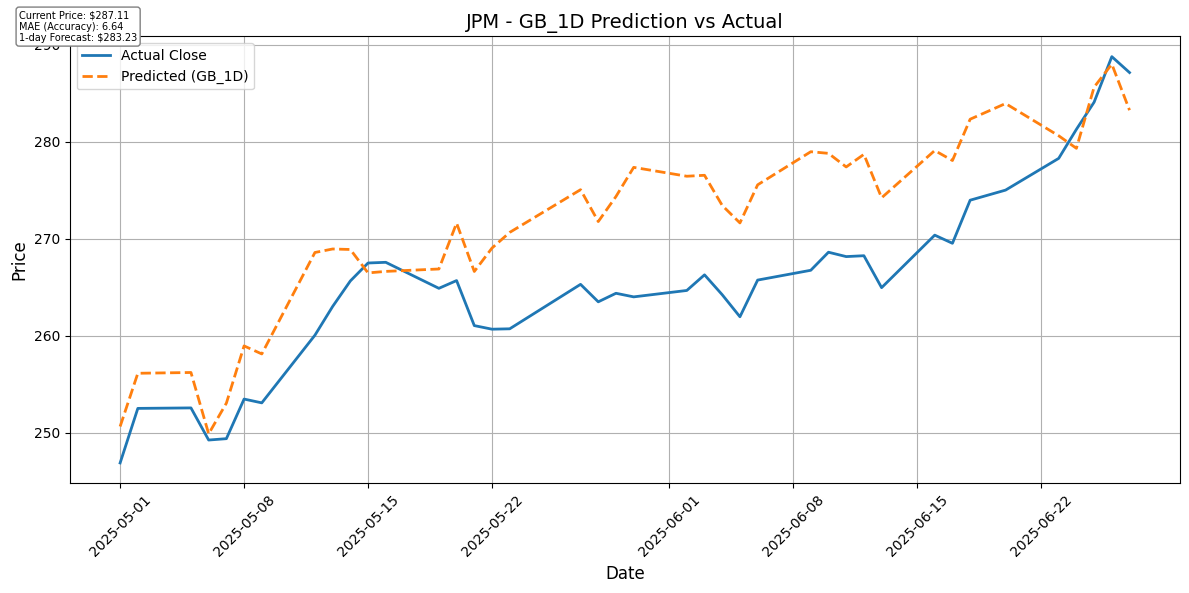 JPM - GB_1D Prediction vs Actual
Current Price: $287.11
MAE (Accuracy): 6.64
1-day Forecast: $283.23
Actual Close
Predicted (GB_1D)
Price
290
280
270
260
250
2025-05-01
2025-05-08
2025-05-15
2025-05-22
2025-06-01
2025-06-08
2025-06-15
2025-06-22
Date